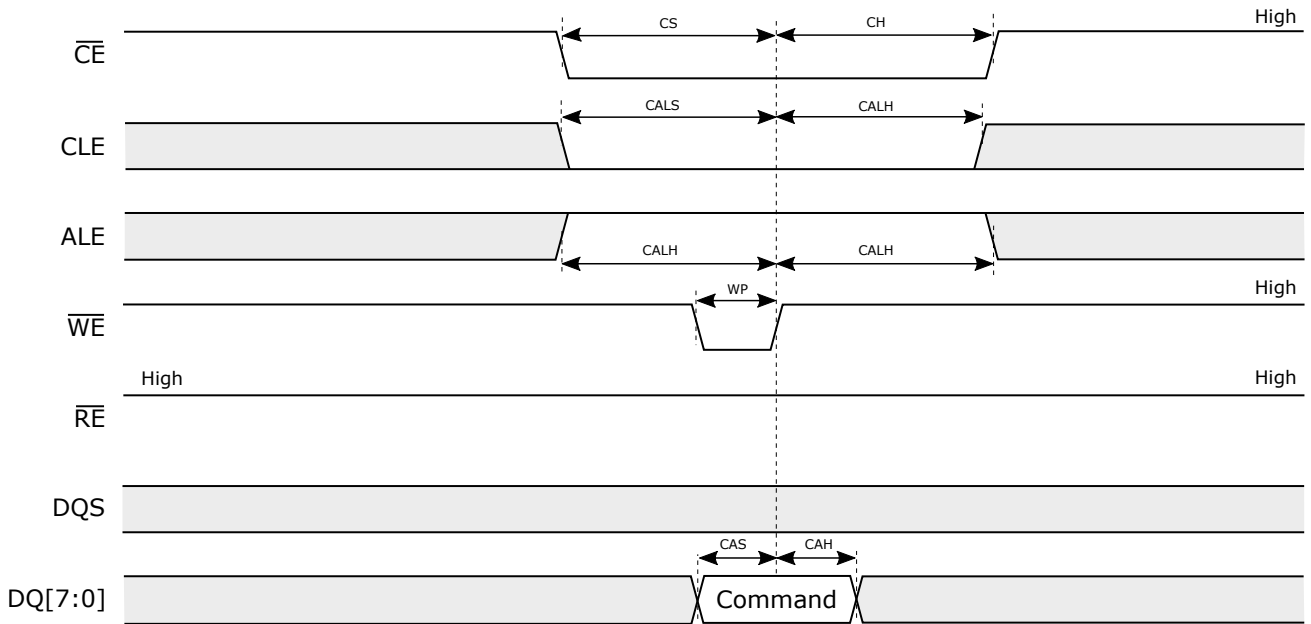 CS CH High
CE
CALS CALH
CLE
ALE
CALH CALH
WP High
WE
High High
RE
DQS
CAS CAH
DQ[7:0] Command